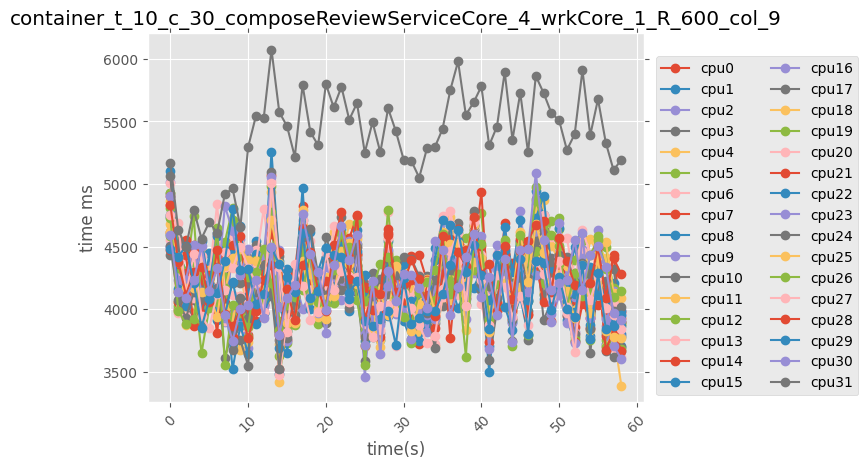 container_t_10_c_30_composeReviewServiceCore_4_wrkCore_1_R_600_col_9
time ms
6000
5500
5000
4500
4000
3500
0
10
20
30
40
50
60
time(s)
cpu0
cpu1
cpu2
cpu3
cpu4
cpu5
cpu6
cpu7
cpu8
cpu9
cpu10
cpu11
cpu12
cpu13
cpu14
cpu15
cpu16
cpu17
cpu18
cpu19
cpu20
cpu21
cpu22
cpu23
cpu24
cpu25
cpu26
cpu27
cpu28
cpu29
cpu30
cpu31